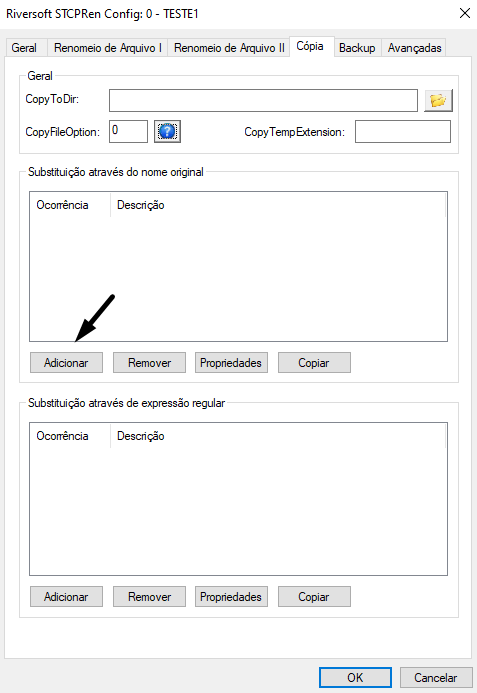 Riversoft STCPRen Config: 0 - TESTE1
Geral Renomeio de Arquivo I Renomeio de Arquivo II Cópia Backup Avançadas
Geral
CopyToDir:
CopyFileOption: 0 ? CopyTempExtension:
Substituição através do nome original
Ocorrência Descrição
Adicionar Remover Propriedades Copiar
Substituição através de expressão regular
Ocorrência Descrição
Adicionar Remover Propriedades Copiar
OK Cancelar